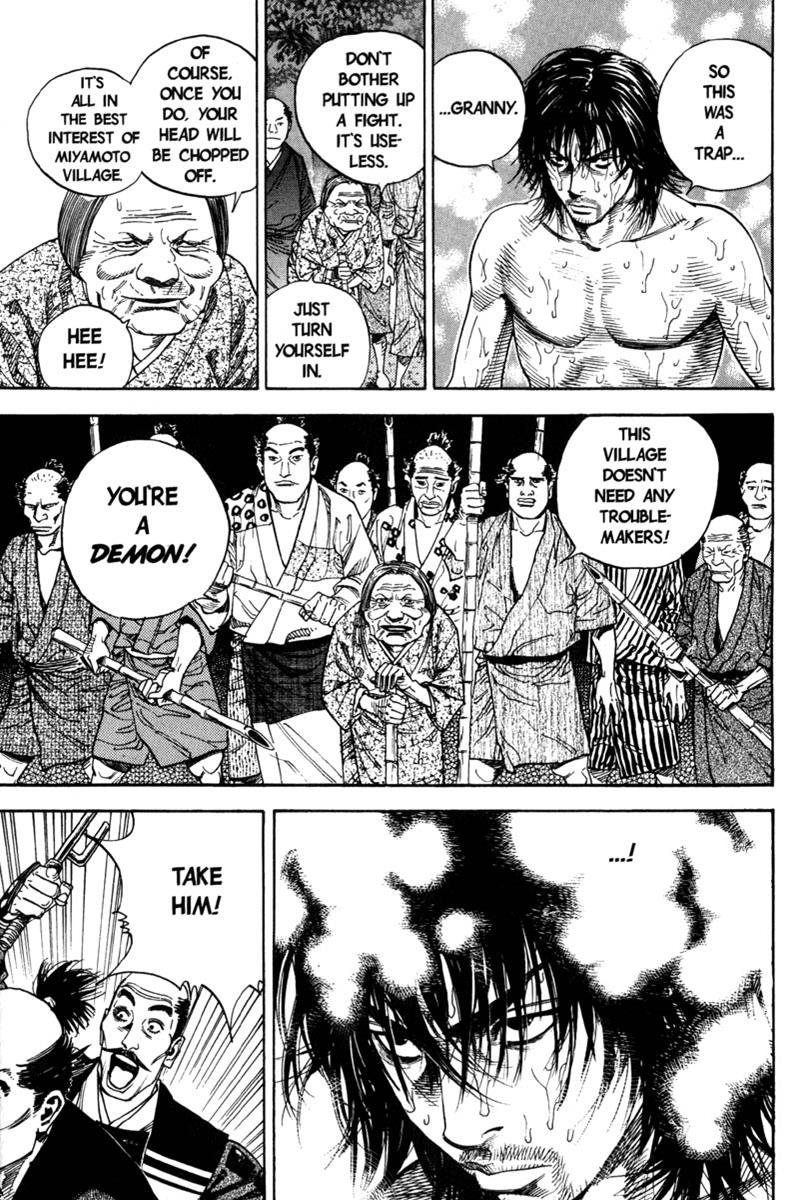 SO
THIS
WAS
A
TRAP...
...GRANNY.
DON'T
BOTHER
PUTTING UP
A FIGHT.
IT'S USE-
LESS.
JUST
TURN
YOURSELF
IN.
OF
COURSE,
ONCE YOU
DO, YOUR
HEAD WILL
BE CHOPPED
OFF.
IT'S
ALL IN
THE BEST
INTEREST OF
MIYAMOTO
VILLAGE.
HEE
HEE!
THIS
VILLAGE
DOESN'T
NEED ANY
TROUBLE-
MAKERS!
YOU'RE
A
DEMON!
...!
TAKE
HIM!